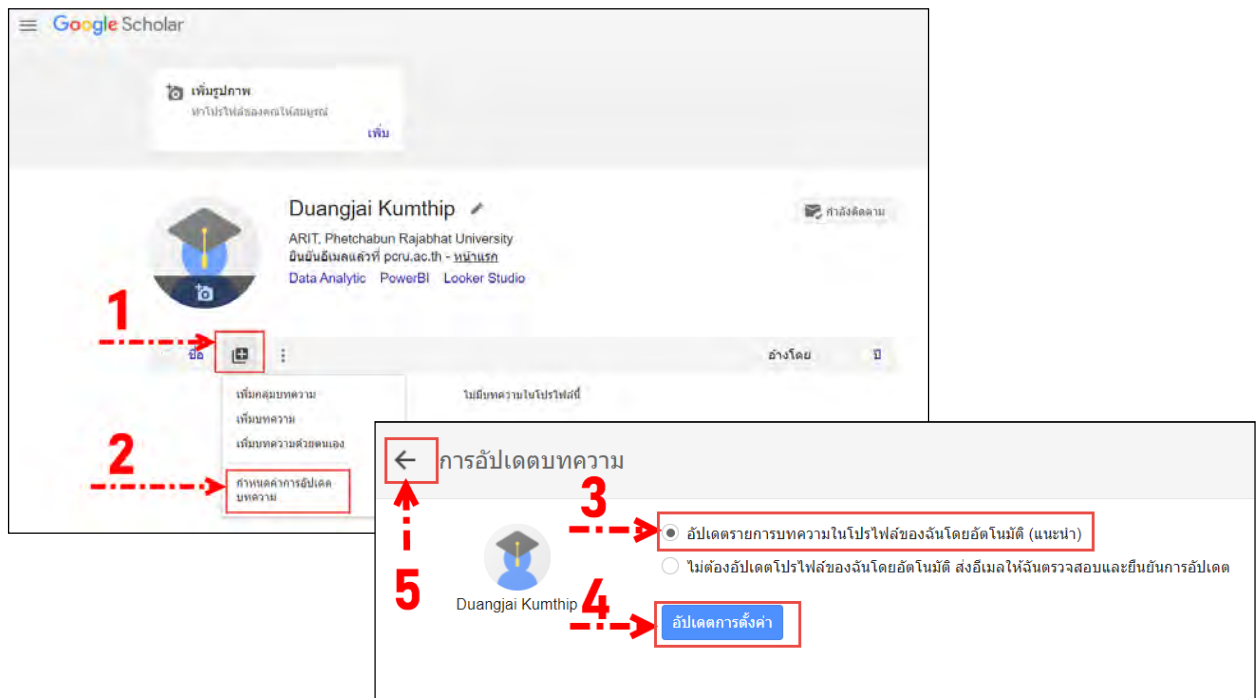 Google Scholar
เพิ่มรูปภาพ
ทำโปรไฟล์ของคุณให้สมบูรณ์
เพิ่ม
Duangjai Kumthip
กำลังติดตาม
ARIT, Phetchabun Rajabhat University
ยืนยันอีเมลแล้วที่ pcru.ac.th - หน้าแรก
Data Analytic PowerBI Looker Studio
1
ชื่อ
อ้างโดย
ปี
เพิ่มกลุ่มบทความ
ไม่มีบทความในโปรไฟล์นี้
เพิ่มบทความ
เพิ่มบทความด้วยตนเอง
2
กำหนดค่าการอัปเดต
บทความ
การอัปเดตบทความ
3
อัปเดตรายการบทความในโปรไฟล์ของฉันโดยอัตโนมัติ (แนะนำ)
ไม่ต้องอัปเดตโปรไฟล์ของฉันโดยอัตโนมัติ ส่งอีเมลให้ฉันตรวจสอบและยืนยันการอัปเดต
5
Duangjai Kumthip
4
อัปเดตการตั้งค่า